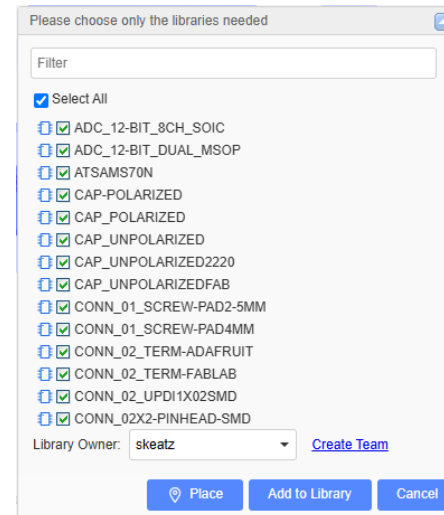 Please choose only the libraries needed
Filter
Select All
ADC_12-BIT_8CH_SOIC
ADC_12-BIT_DUAL_MSOP
ATSAMS70N
CAP-POLARIZED
CAP_POLARIZED
CAP_UNPOLARIZED
CAP_UNPOLARIZED2220
CAP_UNPOLARIZEDFAB
CONN_01_SCREW-PAD2-5MM
CONN_01_SCREW-PAD4MM
CONN_02_TERM-ADAFRUIT
CONN_02_TERM-FABLAB
CONN_02_UPDI1X02SMD
CONN_02X2-PINHEAD-SMD
Library Owner: skeatz Create Team
Place Add to Library Cancel